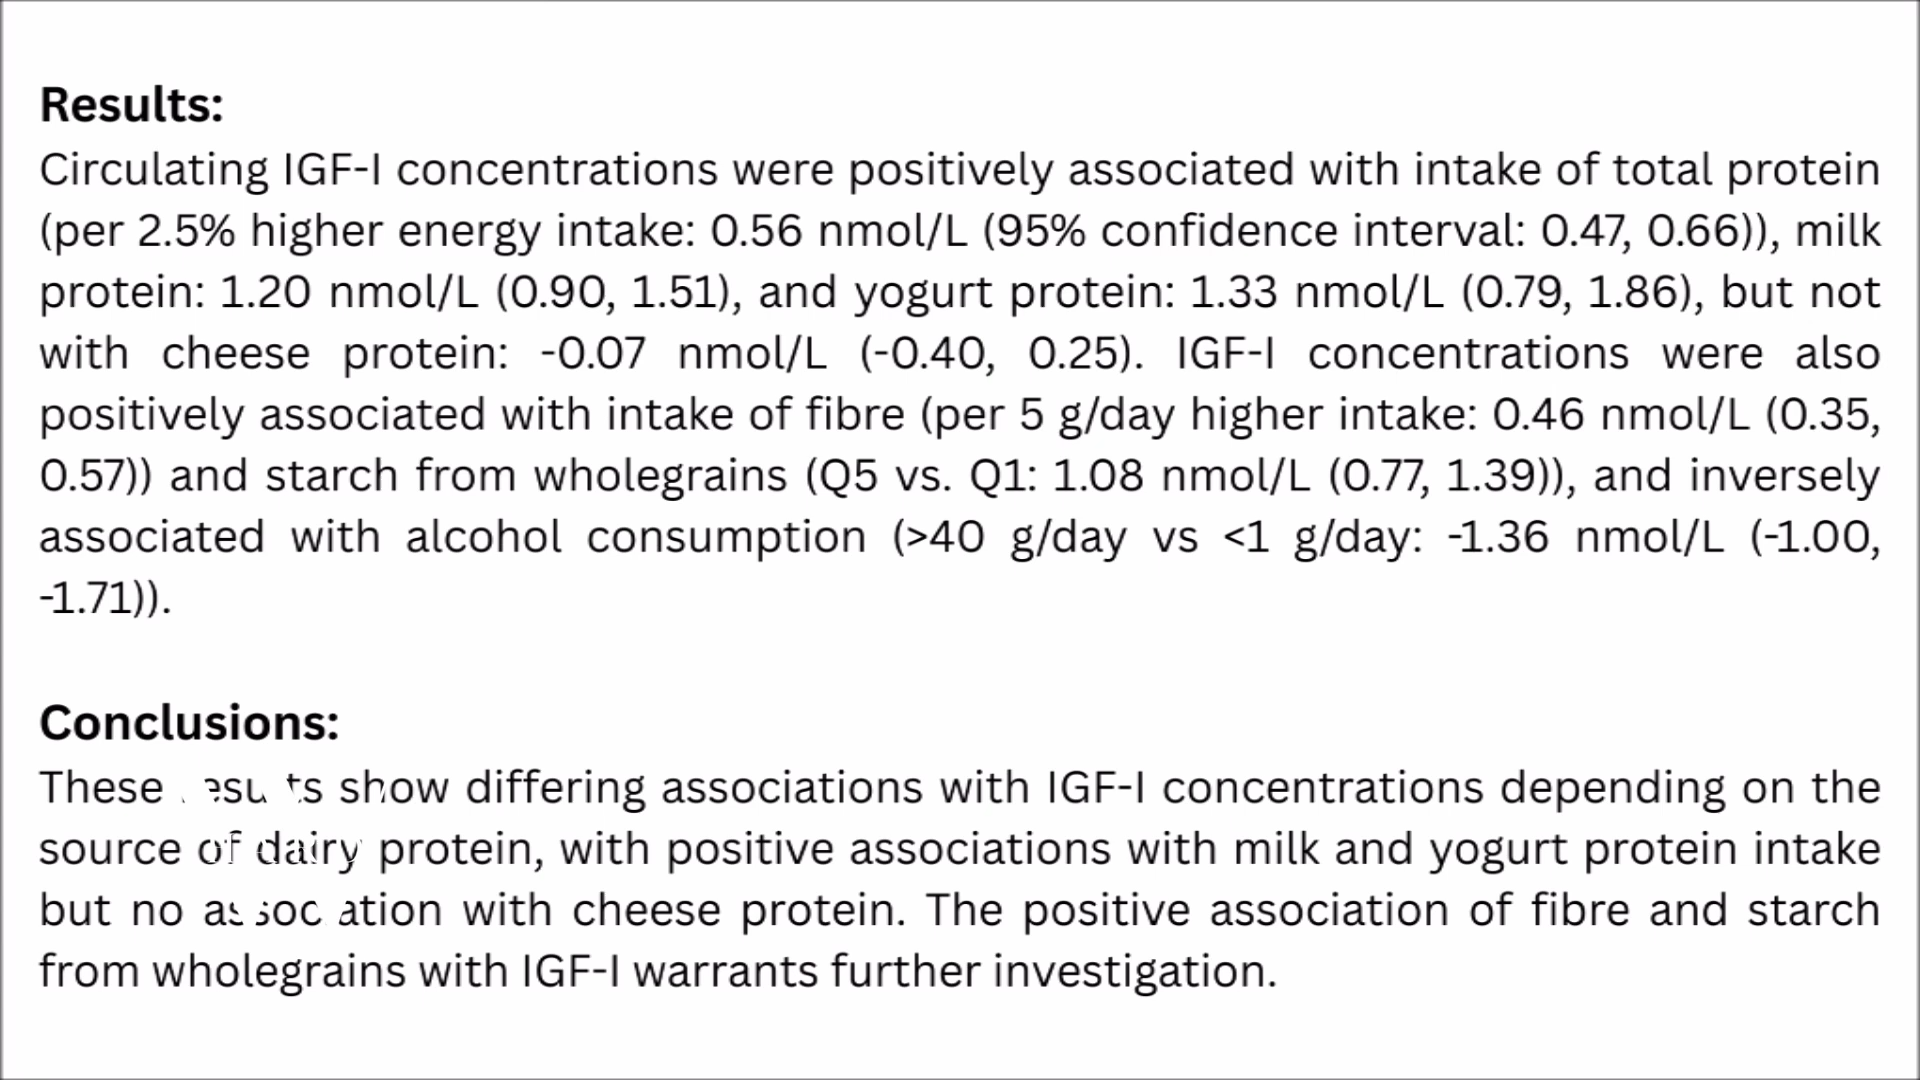 Results:
Circulating IGF-I concentrations were positively associated with intake of total protein
(per 2.5% higher energy intake: 0.56 nmol/L (95% confidence interval: 0.47, 0.66)), milk
protein: 1.20 nmol/L (0.90, 1.51), and yogurt protein: 1.33 nmol/L (0.79, 1.86), but not
with cheese protein: -0.07 nmol/L (-0.40, 0.25). IGF-I concentrations were also
positively associated with intake of fibre (per 5 g/day higher intake: 0.46 nmol/L (0.35,
0.57)) and starch from wholegrains (Q5 vs. Q1: 1.08 nmol/L (0.77, 1.39)), and inversely
associated with alcohol consumption (>40 g/day vs <1 g/day: -1.36 nmol/L (-1.00,
-1.71)).
Conclusions:
These results show differing associations with IGF-I concentrations depending on the
source of dairy protein, with positive associations with milk and yogurt protein intake
but no association with cheese protein. The positive association of fibre and starch
from wholegrains with IGF-I warrants further investigation.